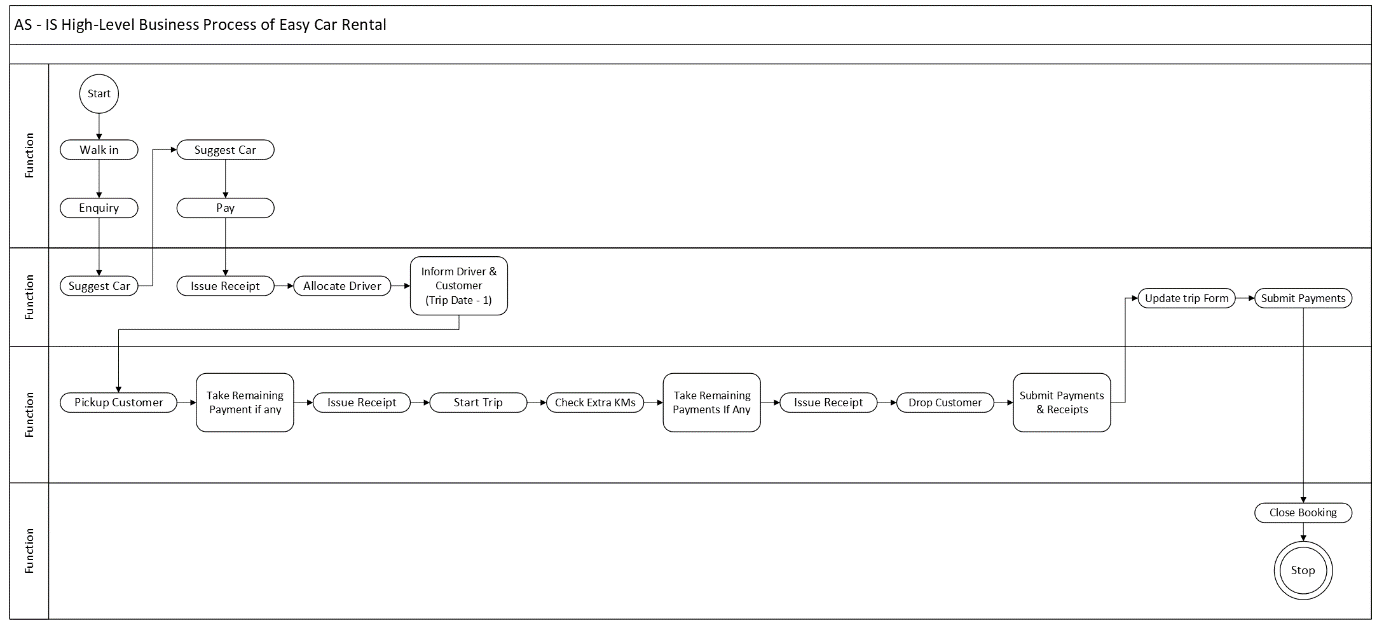 AS - IS High-Level Business Process of Easy Car Rental
Function
Start
Walk in
Enquiry
Suggest Car
Pay
Function
Suggest Car
Issue Receipt
Allocate Driver
Inform Driver &
Customer
(Trip Date - 1)
Update trip Form
Submit Payments
Function
Pickup Customer
Take Remaining
Payment if any
Issue Receipt
Start Trip
Check Extra KMs
Take Remaining
Payments If Any
Issue Receipt
Drop Customer
Submit Payments
& Receipts
Function
Close Booking
Stop